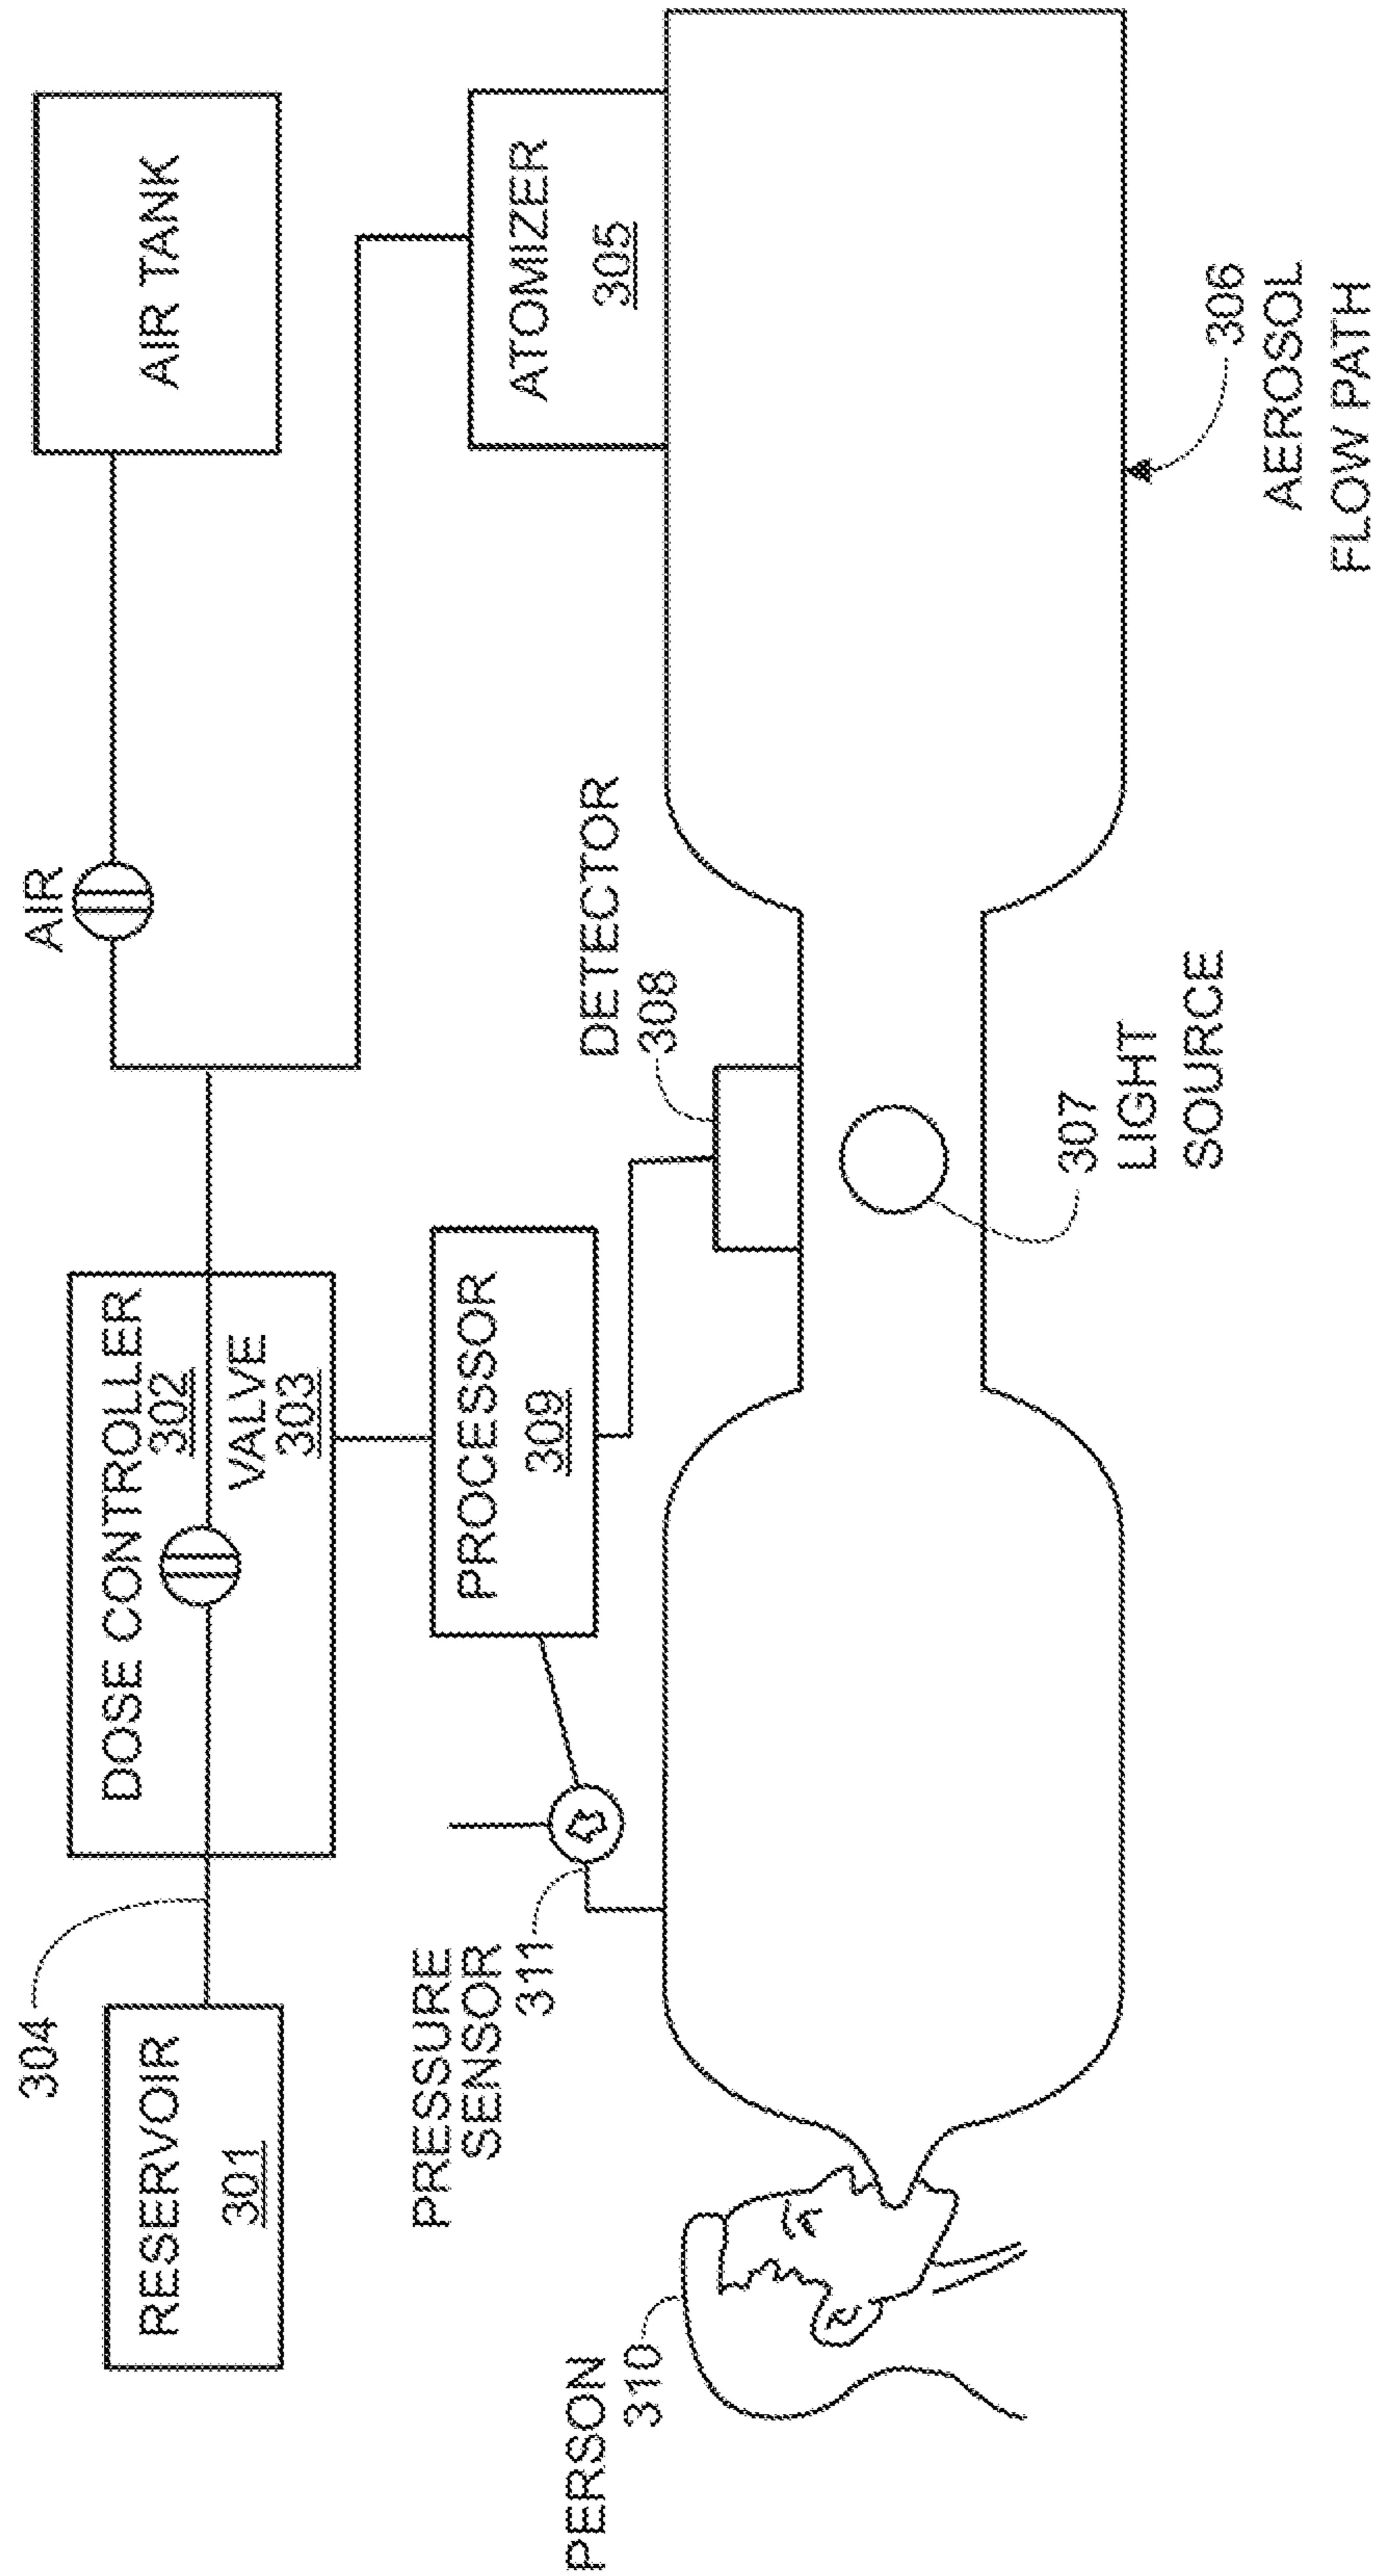 304
RESERVOIR
301
DOSE CONTROLLER
302
VALVE
303
AIR
AIR TANK
PRESSURE
SENSOR
311
PROCESSOR
309
DETECTOR
308
ATOMIZER
305
PERSON
310
307
LIGHT
SOURCE
306
AEROSOL
FLOW PATH